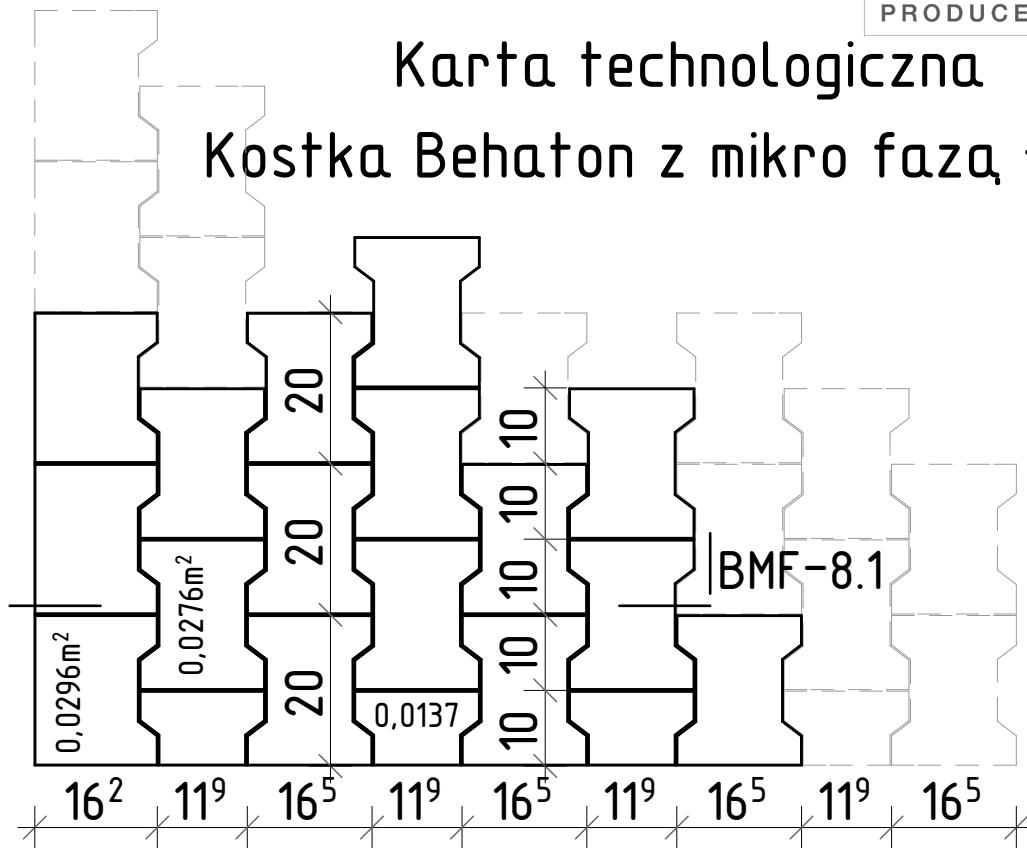 PRODUCE
Karta technologiczna
Kostka Behaton z mikro fazą
20
10
20
10
BMF-8.1
0,0276m²
10
0,0296m²
20
10
0,0137
10
16² 11⁹ 16⁵ 11⁹ 16⁵ 11⁹ 16⁵ 11⁹ 16⁵